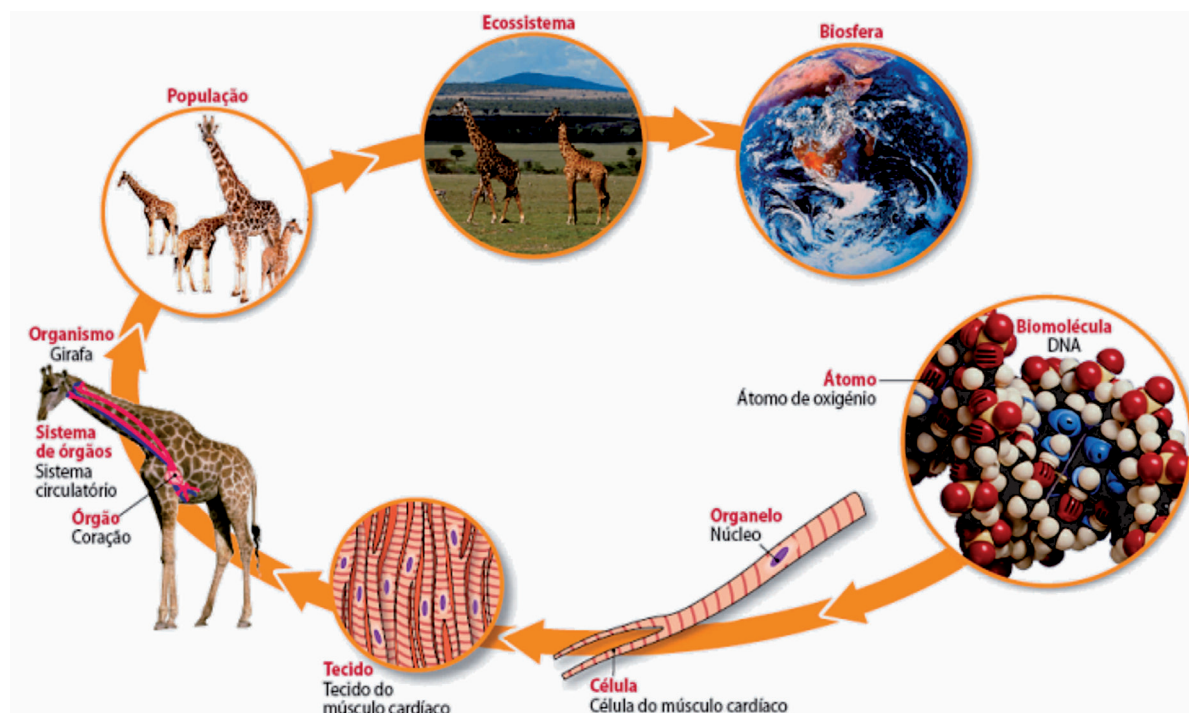 Ecossistema
Biosfera
População
Organismo
Girafa
Sistema
de órgãos
Sistema
circulatório
Órgão
Coração
Biomolécula
DNA
Átomo
Átomo de oxigénio
Organelo
Núcleo
Tecido
Tecido do
músculo cardíaco
Célula
Célula do músculo cardíaco